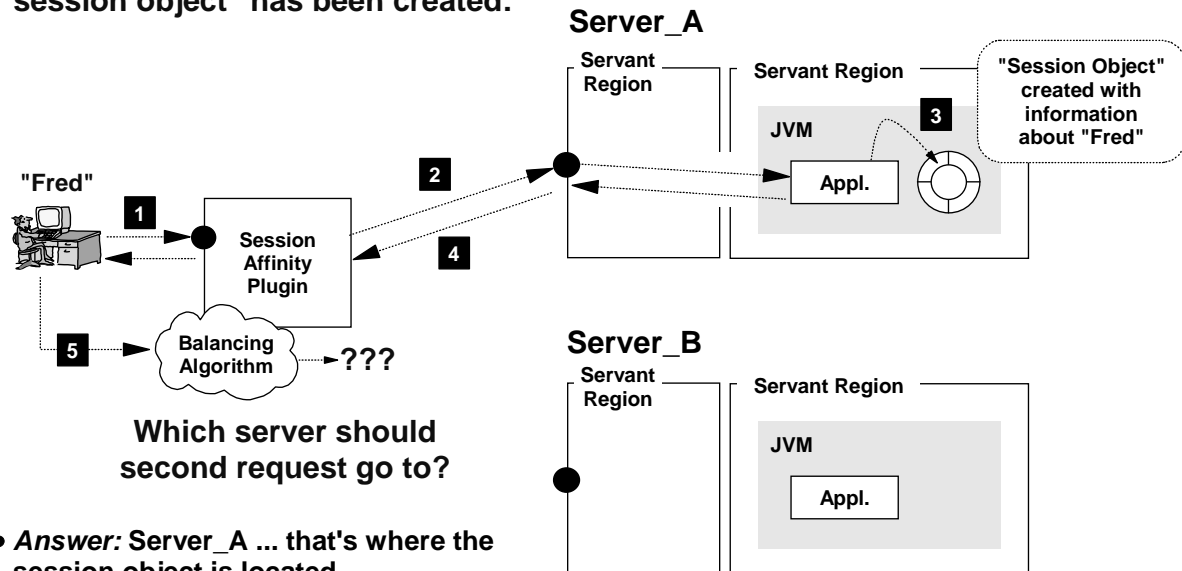 session object" has been created:
Server_A
Servant
Region
Servant Region
"Session Object"
created with
information
about "Fred"
JVM
3
Appl.
"Fred"
1
2
4
Session
Affinity
Plugin
5
Balancing
Algorithm
???
Which server should
second request go to?
Server_B
Servant
Region
Servant Region
JVM
Appl.
• Answer: Server_A ... that's where the
session object is located